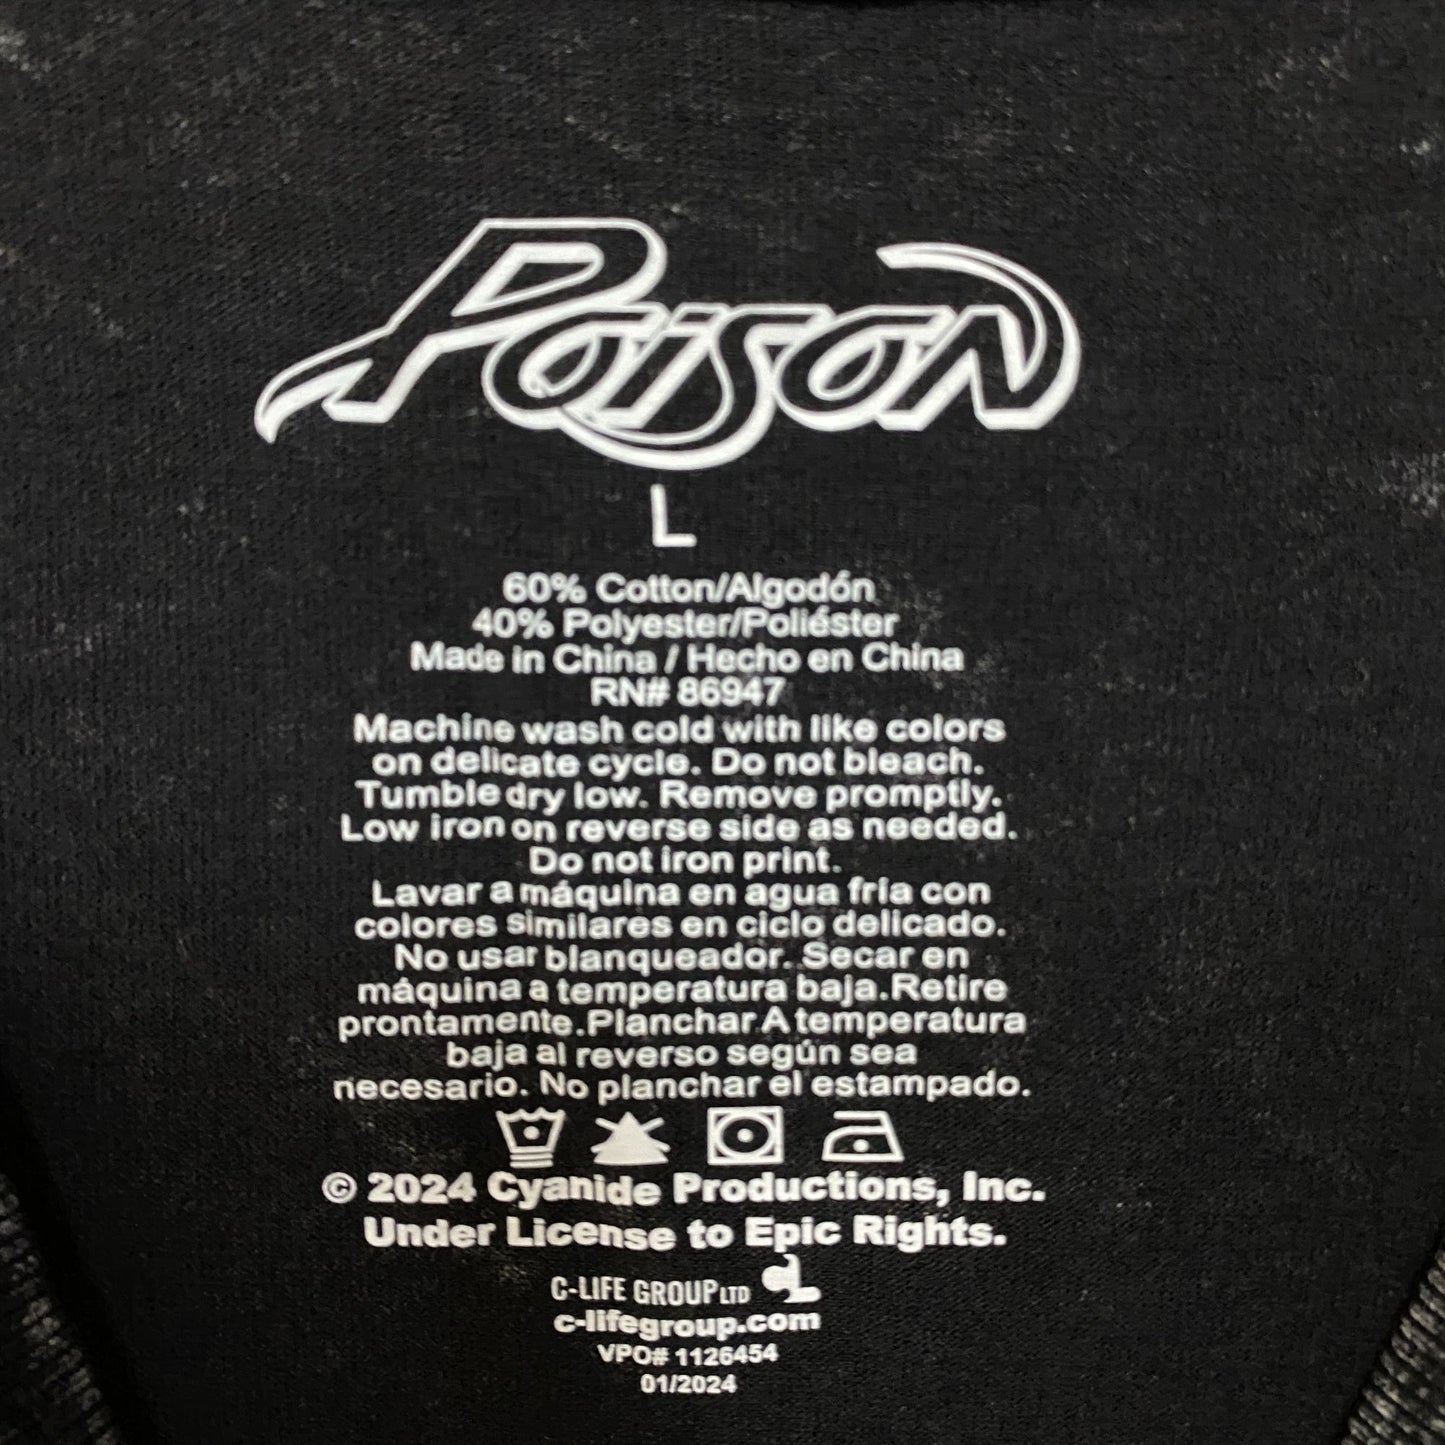 Poison
L
60% Cotton/Algodón
40% Polyester/Poliéster
Made in China / Hecho en China
RN# 86947
Machine wash cold with like colors
on delicate cycle. Do not bleach.
Tumble dry low. Remove promptly.
Low iron on reverse side as needed.
Do not iron print.
Lavar a máquina en agua fría con
colores similares en ciclo delicado.
No usar blanqueador. Secar en
máquina a temperatura baja.Retire
prontamente.Planchar A temperatura
baja al reverso según sea
necesario. No planchar el estampado.
© 2024 Cyanide Productions, Inc.
Under License to Epic Rights.
C-LIFE GROUP LTD
c-lifegroup.com
VPO# 1126454
01/2024